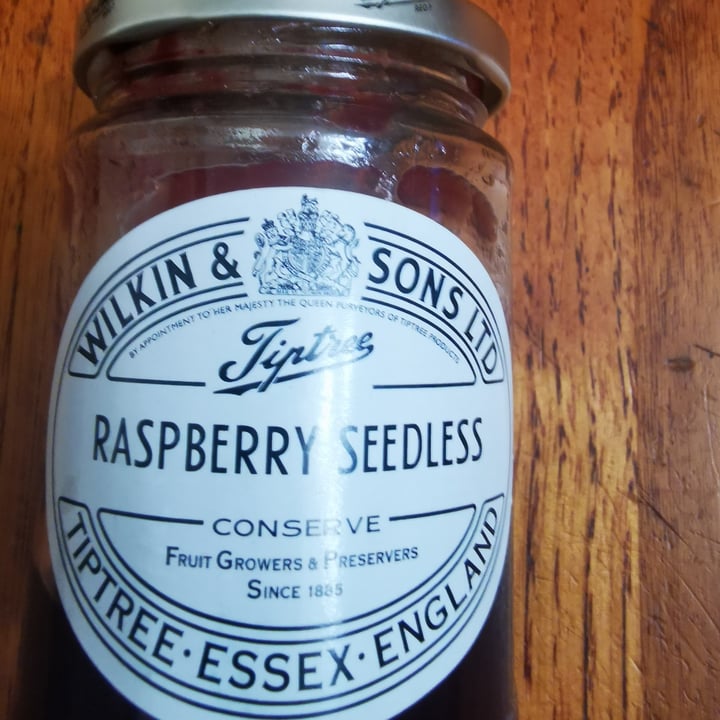 WILKIN & SONS LTD
BY APPOINTMENT TO HER MAJESTY THE QUEEN PURVEYORS OF TIPTREE PRODUCTS
Tiptree
RASPBERRY SEEDLESS
CONSERVE
FRUIT GROWERS & PRESERVERS
SINCE 1885
TIPTREE · ESSEX · ENGLAND